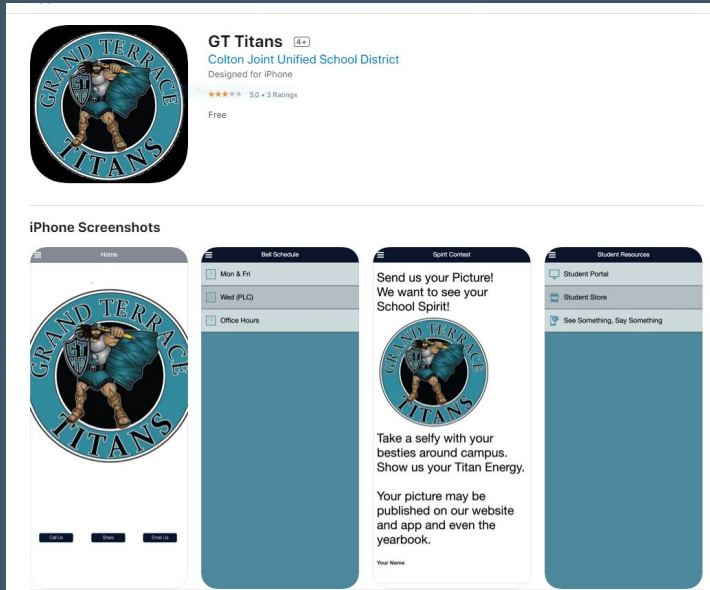 GRAND TERRACE
GT
TITANS
GT Titans 4+
Colton Joint Unified School District
Designed for iPhone
3.0 • 3 Ratings
Free
iPhone Screenshots
Home
GRAND TERRACE
GT
TITANS
Call Us
Share
Email Us
Bell Schedule
Mon & Fri
Wed (PLC)
Office Hours
Spirit Contest
Send us your Picture!
We want to see your
School Spirit!
GRAND TERRACE
GT
TITANS
Take a selfy with your
besties around campus.
Show us your Titan Energy.
Your picture may be
published on our website
and app and even the
yearbook.
Your Name
Student Resources
Student Portal
Student Store
See Something, Say Something